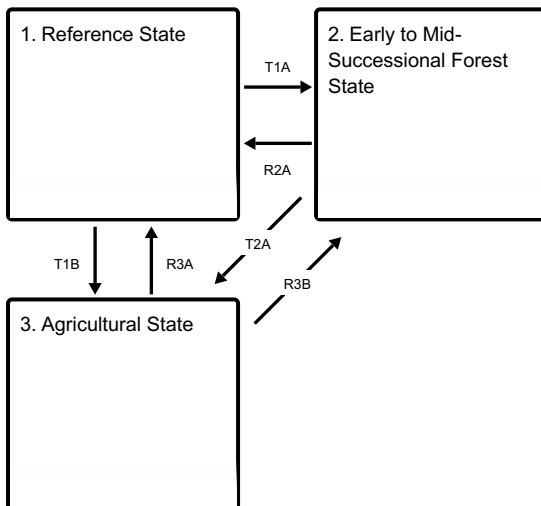 1. Reference State
2. Early to Mid-
Successional Forest
State
T1A
R2A
T1B
R3A
T2A
R3B
3. Agricultural State